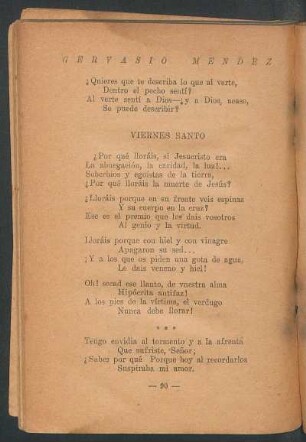 GERVASIO MENDEZ
¿Quieres que te describa lo que al verte,
Dentro el pecho sentí?
Al verte sentí a Dios—¿y a Dios, acaso,
Se puede describir?
VIERNES SANTO
¿Por qué lloráis, si Jesucristo era
La abnegación, la caridad, la luz!...
Soberbios y egoistas de la tierra,
¿Por qué lloráis la muerte de Jesús?
¿Lloráis porque en su frente veis espinas
Y su cuerpo en la cruz?
Ese es el premio que les dais vosotros
Al genio y la virtud.
Lloráis porque con hiel y con vinagre
Apagaron su sed...
¡Y a los que os piden una gota de agua,
Le dais veneno y hiel!
Oh! secad ese llanto, de vuestra alma
Hipócrita antifaz!
A los pies de la víctima, el verdugo
Nunca debe llorar!
* * *
Tengo envidia al tormento y a la afrenta
Que sufriste, Señor;
¿Sabes por qué? Porque hoy al recordarlos
Suspiraba mi amor.
— 90 —